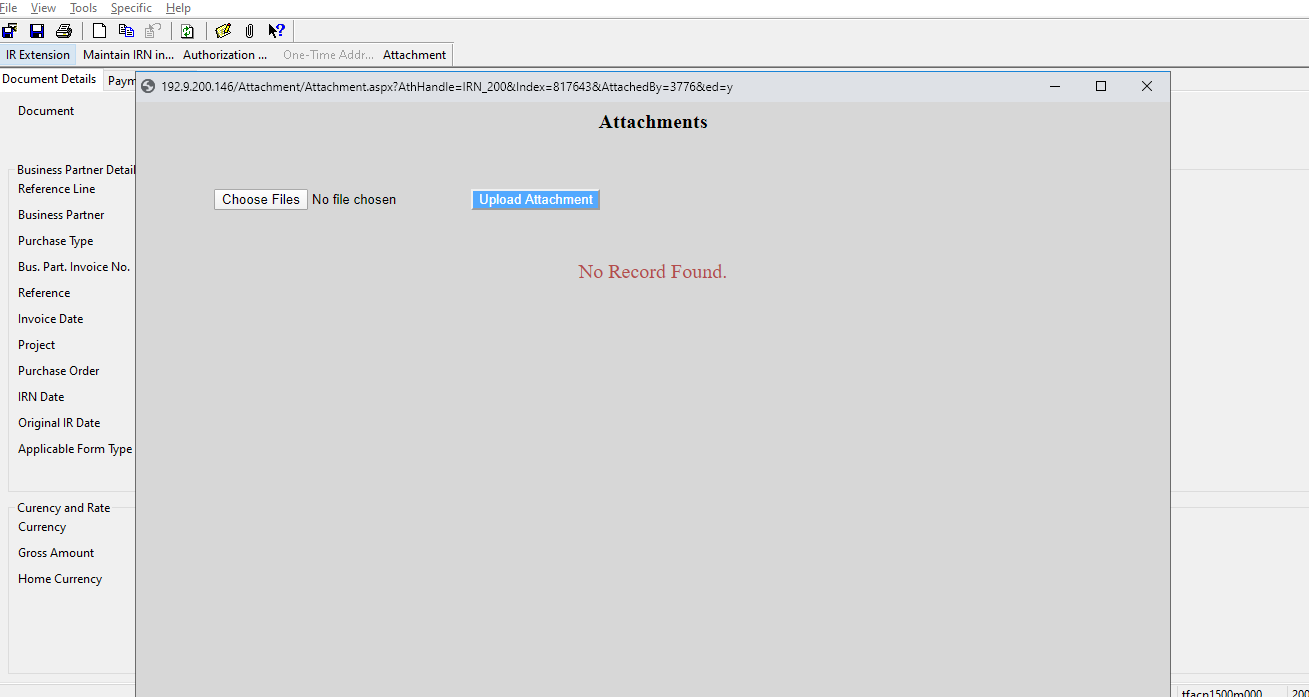 File View Tools Specific Help
IR Extension Maintain IRN in... Authorization ... One-Time Addr... Attachment
Document Details Paym
192.9.200.146/Attachment/Attachment.aspx?AthHandle=IRN_200&Index=817643&AttachedBy=3776&ed=y
Attachments
Document
Business Partner Detail
Reference Line
Choose Files No file chosen Upload Attachment
Business Partner
Purchase Type
Bus. Part. Invoice No.
No Record Found.
Reference
Invoice Date
Project
Purchase Order
IRN Date
Original IR Date
Applicable Form Type
Curency and Rate
Currency
Gross Amount
Home Currency
tfacp1500m000 200